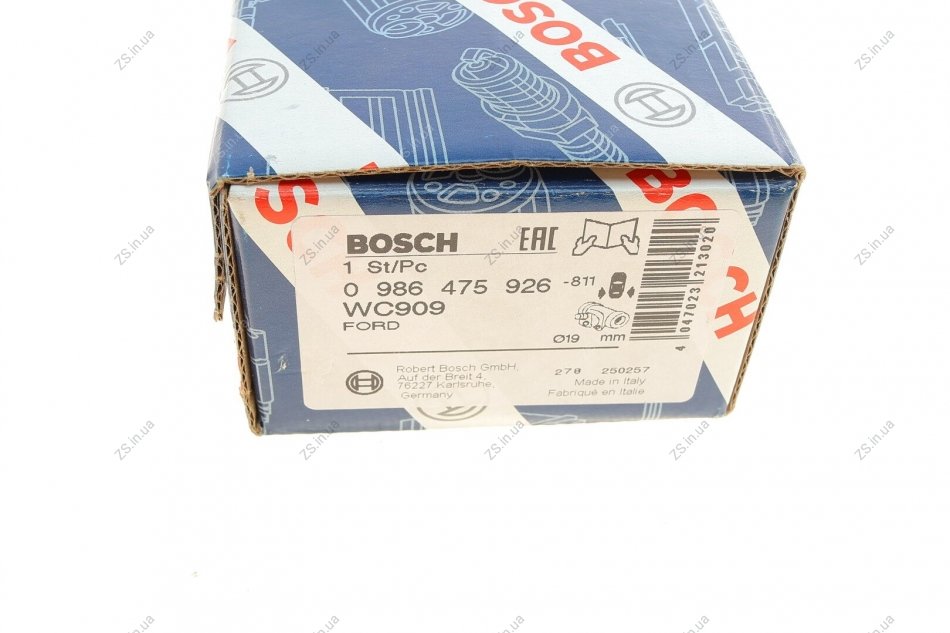 BOSCH
BOSCH EAC
1 St/Pc
0 986 475 926 -811
WC909
FORD
Ø19 mm
4 047023 213020
Robert Bosch GmbH,
Auf der Breit 4,
76227 Karlsruhe,
Germany
278 250257
Made in Italy
Fabriqué en Italie
ZS.in.ua